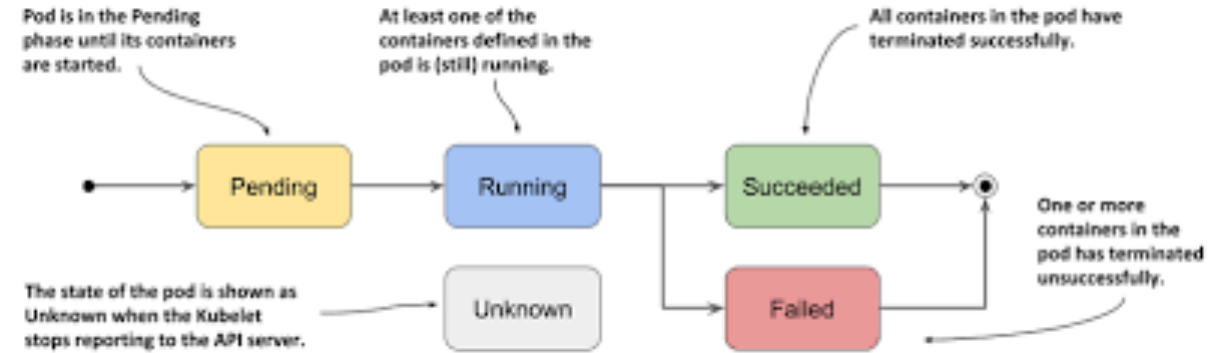 Pod is in the Pending
phase until its containers
are started.
At least one of the
containers defined in the
pod is (still) running.
All containers in the pod have
terminated successfully.
Pending
Running
Succeeded
One or more
containers in the
pod has terminated
unsuccessfully.
The state of the pod is shown as
Unknown when the Kubelet
stops reporting to the API server.
Unknown
Failed